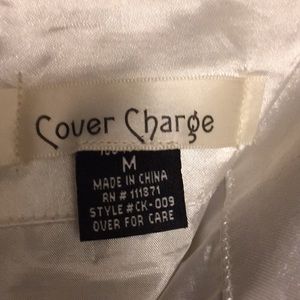 Cover Charge
M
MADE IN CHINA
RN # 111871
STYLE #CK-009
OVER FOR CARE